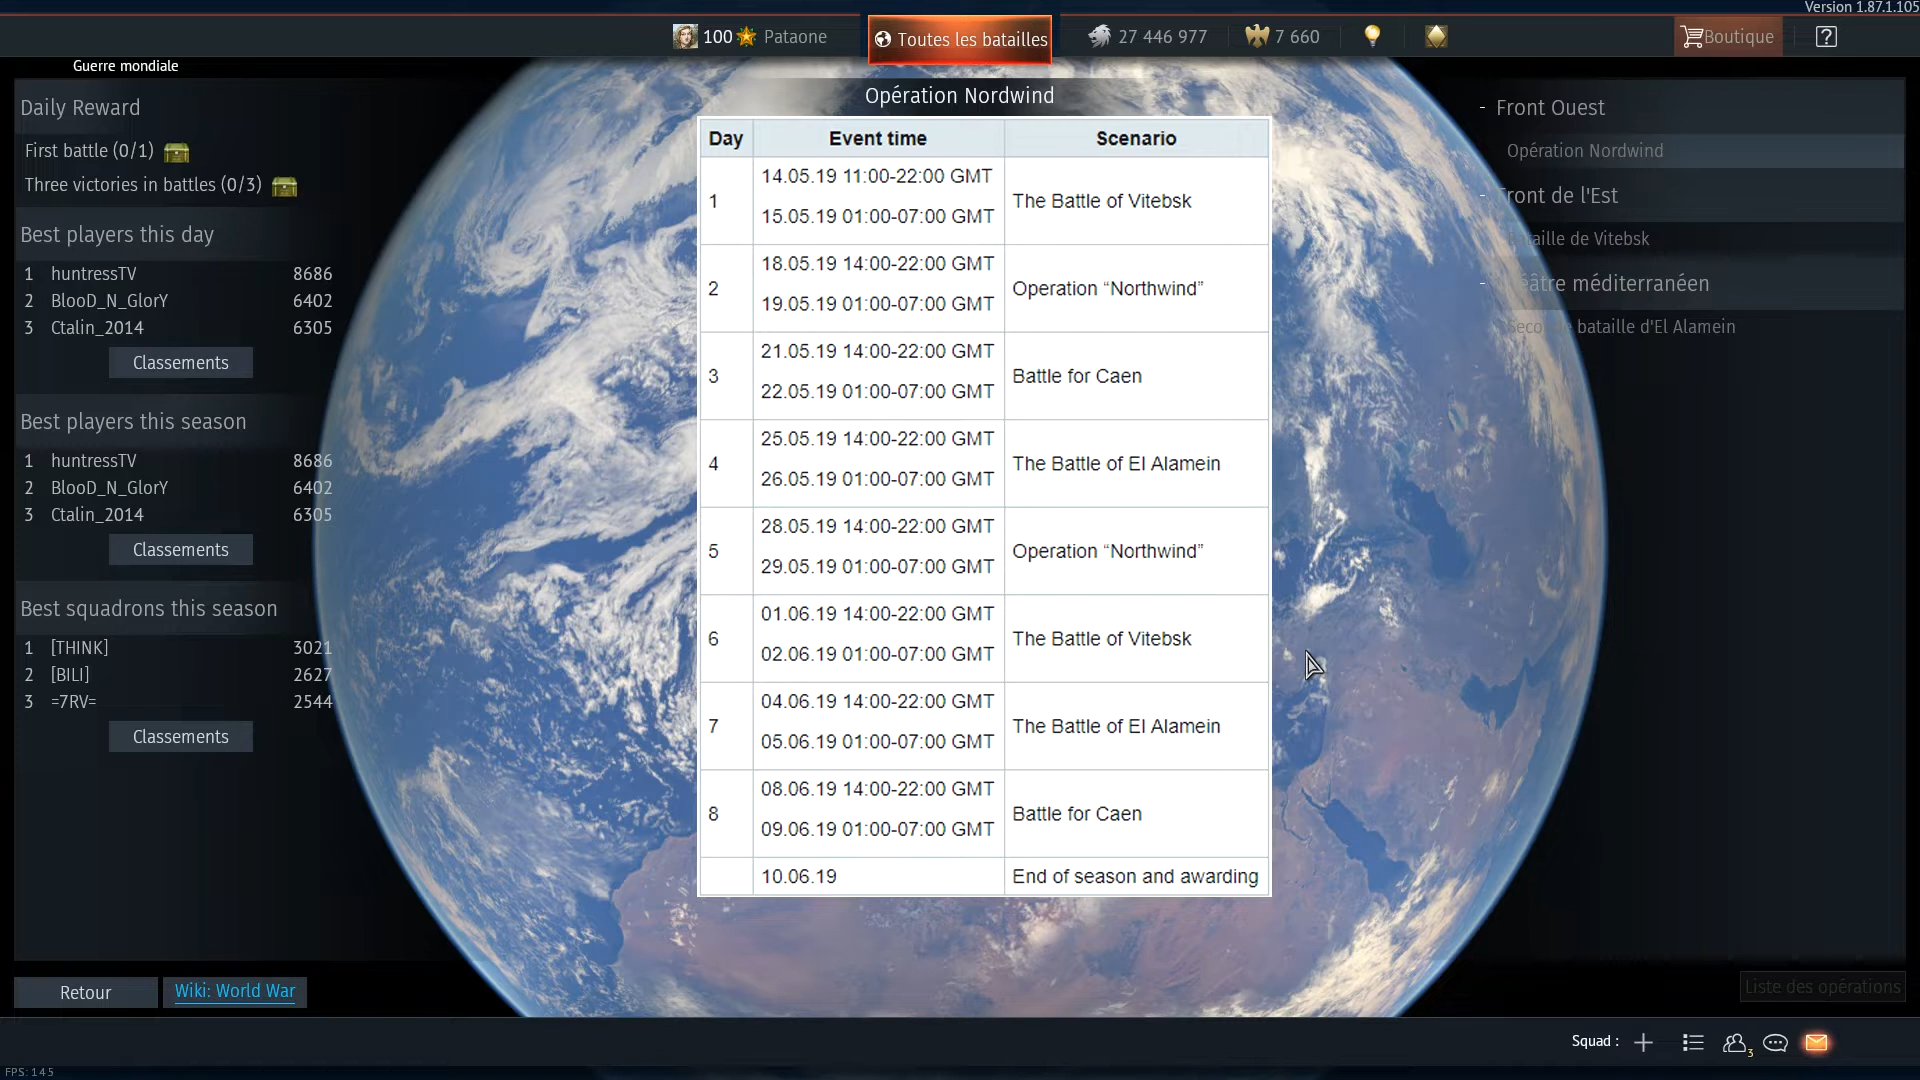 Version 1.87.1.105
100 Pataone
Toutes les batailles
27 446 977
7 660
Boutique
?
Guerre mondiale
Daily Reward
First battle (0/1)
Three victories in battles (0/3)
Best players this day
1 huntressTV 8686
2 BlooD_N_GlorY 6402
3 Ctalin_2014 6305
Classements
Best players this season
1 huntressTV 8686
2 BlooD_N_GlorY 6402
3 Ctalin_2014 6305
Classements
Best squadrons this season
1 [THINK] 3021
2 [BILI] 2627
3 =7RV= 2544
Classements
Opération Nordwind
Day Event time Scenario
1 14.05.19 11:00-22:00 GMT
15.05.19 01:00-07:00 GMT
The Battle of Vitebsk
2 18.05.19 14:00-22:00 GMT
19.05.19 01:00-07:00 GMT
Operation “Northwind”
3 21.05.19 14:00-22:00 GMT
22.05.19 01:00-07:00 GMT
Battle for Caen
4 25.05.19 14:00-22:00 GMT
26.05.19 01:00-07:00 GMT
The Battle of El Alamein
5 28.05.19 14:00-22:00 GMT
29.05.19 01:00-07:00 GMT
Operation “Northwind”
6 01.06.19 14:00-22:00 GMT
02.06.19 01:00-07:00 GMT
The Battle of Vitebsk
7 04.06.19 14:00-22:00 GMT
05.06.19 01:00-07:00 GMT
The Battle of El Alamein
8 08.06.19 14:00-22:00 GMT
09.06.19 01:00-07:00 GMT
Battle for Caen
10.06.19 End of season and awarding
- Front Ouest
Opération Nordwind
- Front de l'Est
Bataille de Vitebsk
- Théâtre méditerranéen
Seconde bataille d'El Alamein
Retour
Wiki: World War
Liste des opérations
Squad :
3
FPS: 145